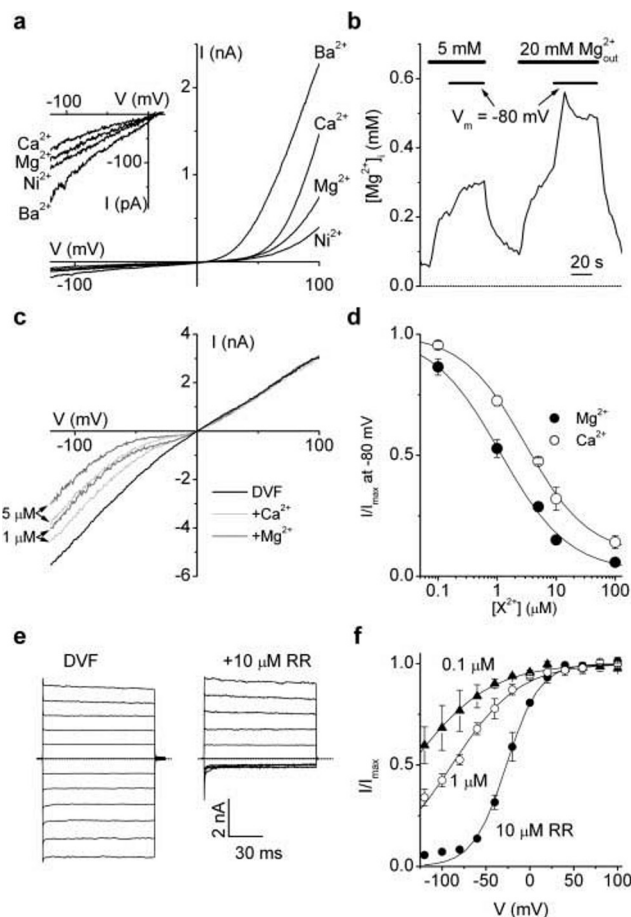 a
I (nA)
2
1
Ba²⁺
Ca²⁺
Mg²⁺
Ni²⁺
V (mV)
-100
100
V (mV)
-100
-100
I (pA)
Ca²⁺
Mg²⁺
Ni²⁺
Ba²⁺
b
5 mM
20 mM Mg²⁺out
Vm = -80 mV
[Mg²⁺]i (mM)
0.6
0.3
0.0
20 s
c
I (nA)
4
2
V (mV)
-100
100
-2
-4
-6
5 µM
1 µM
DVF
+Ca²⁺
+Mg²⁺
d
I/Imax at -80 mV
1.0
0.5
0.0
Mg²⁺
Ca²⁺
0.1
1
10
100
[X²⁺] (µM)
e
DVF
+10 µM RR
2 nA
30 ms
f
I/Imax
1.0
0.5
0.0
0.1 µM
1 µM
10 µM RR
-100
-50
0
50
100
V (mV)